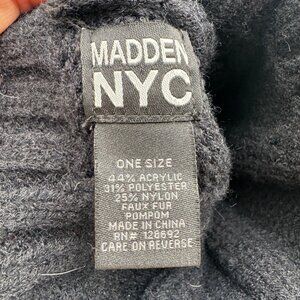 MADDEN
NYC
ONE SIZE
44% ACRYLIC
31% POLYESTER
25% NYLON
FAUX FUR
POMPOM
MADE IN CHINA
RN# 128692
CARE ON REVERSE